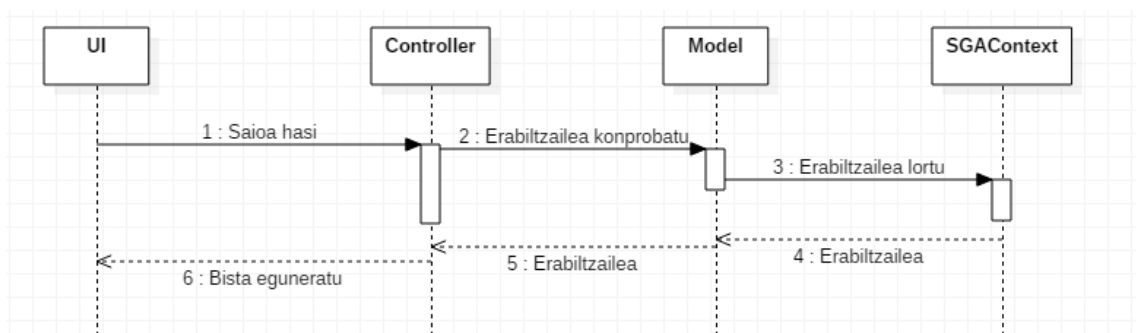 UI
Controller
Model
SGAContext
1 : Saioa hasi
2 : Erabiltzailea konprobatu
3 : Erabiltzailea lortu
4 : Erabiltzailea
5 : Erabiltzailea
6 : Bista eguneratu